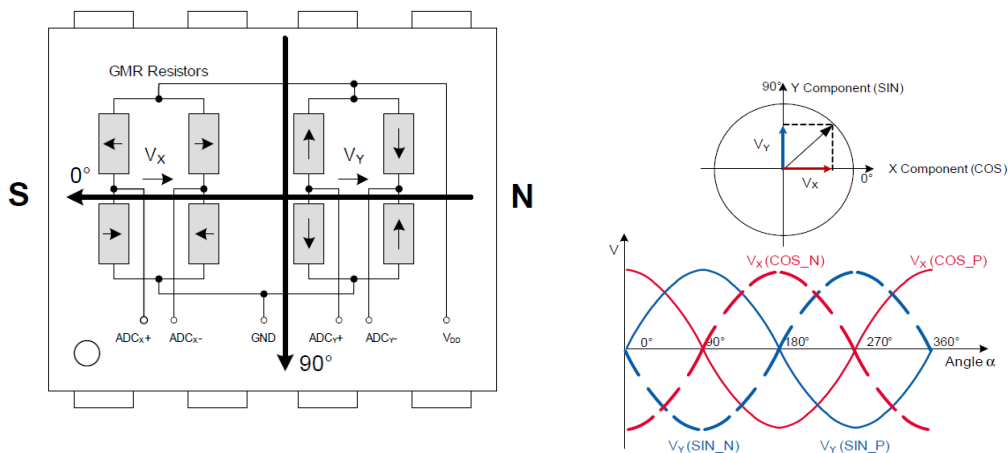 GMR Resistors
V_X
V_Y
0°
S
N
ADC_X+
ADC_X-
GND
ADC_Y+
ADC_Y-
V_DD
90°
90°
Y Component (SIN)
V_Y
X Component (COS)
V_X
0°
V
V_X (COS_N)
V_X (COS_P)
0°
90°
180°
270°
360°
Angle α
V_Y (SIN_N)
V_Y (SIN_P)